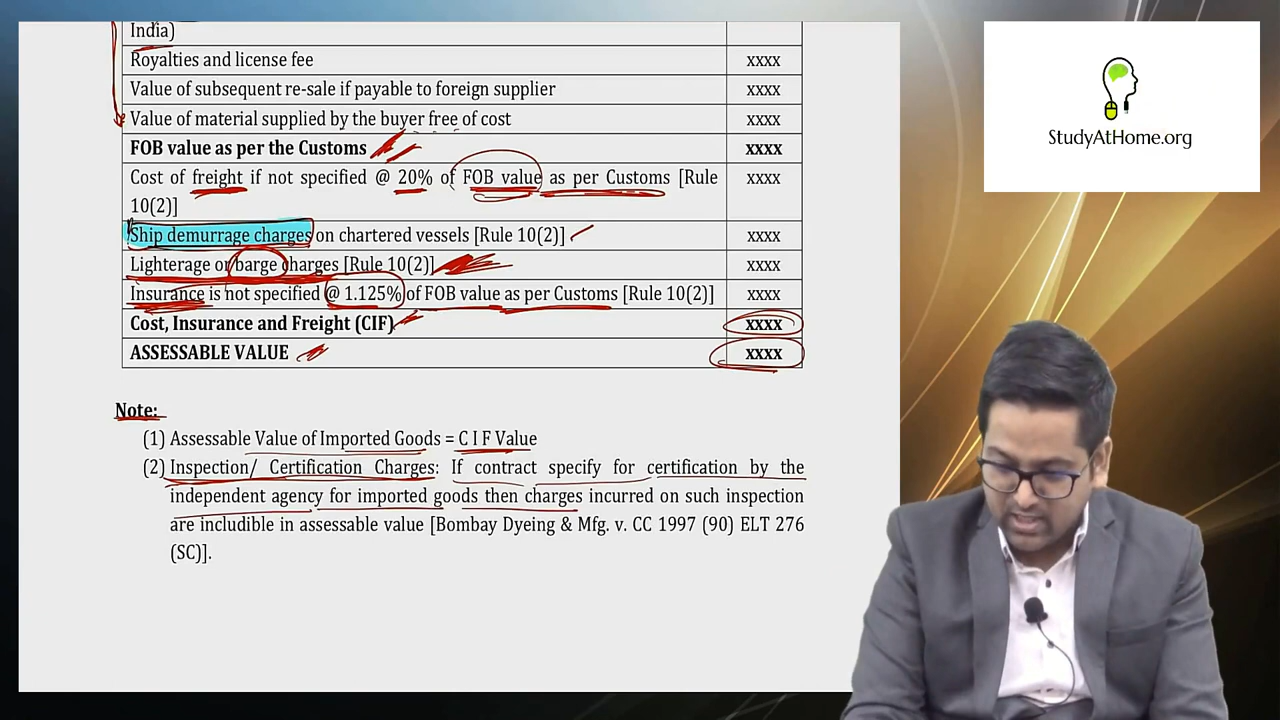 India)
Royalties and license fee xxxx
Value of subsequent re-sale if payable to foreign supplier xxxx
Value of material supplied by the buyer free of cost xxxx
FOB value as per the Customs xxxx
Cost of freight if not specified @ 20% of FOB value as per Customs [Rule xxxx
10(2)]
Ship demurrage charges on chartered vessels [Rule 10(2)] xxxx
Lighterage or barge charges [Rule 10(2)] xxxx
Insurance is not specified @ 1.125% of FOB value as per Customs [Rule 10(2)] xxxx
Cost, Insurance and Freight (CIF) xxxx
ASSESSABLE VALUE xxxx
Note:
(1) Assessable Value of Imported Goods = C I F Value
(2) Inspection/ Certification Charges: If contract specify for certification by the
independent agency for imported goods then charges incurred on such inspection
are includible in assessable value [Bombay Dyeing & Mfg. v. CC 1997 (90) ELT 276
(SC)].
StudyAtHome.org